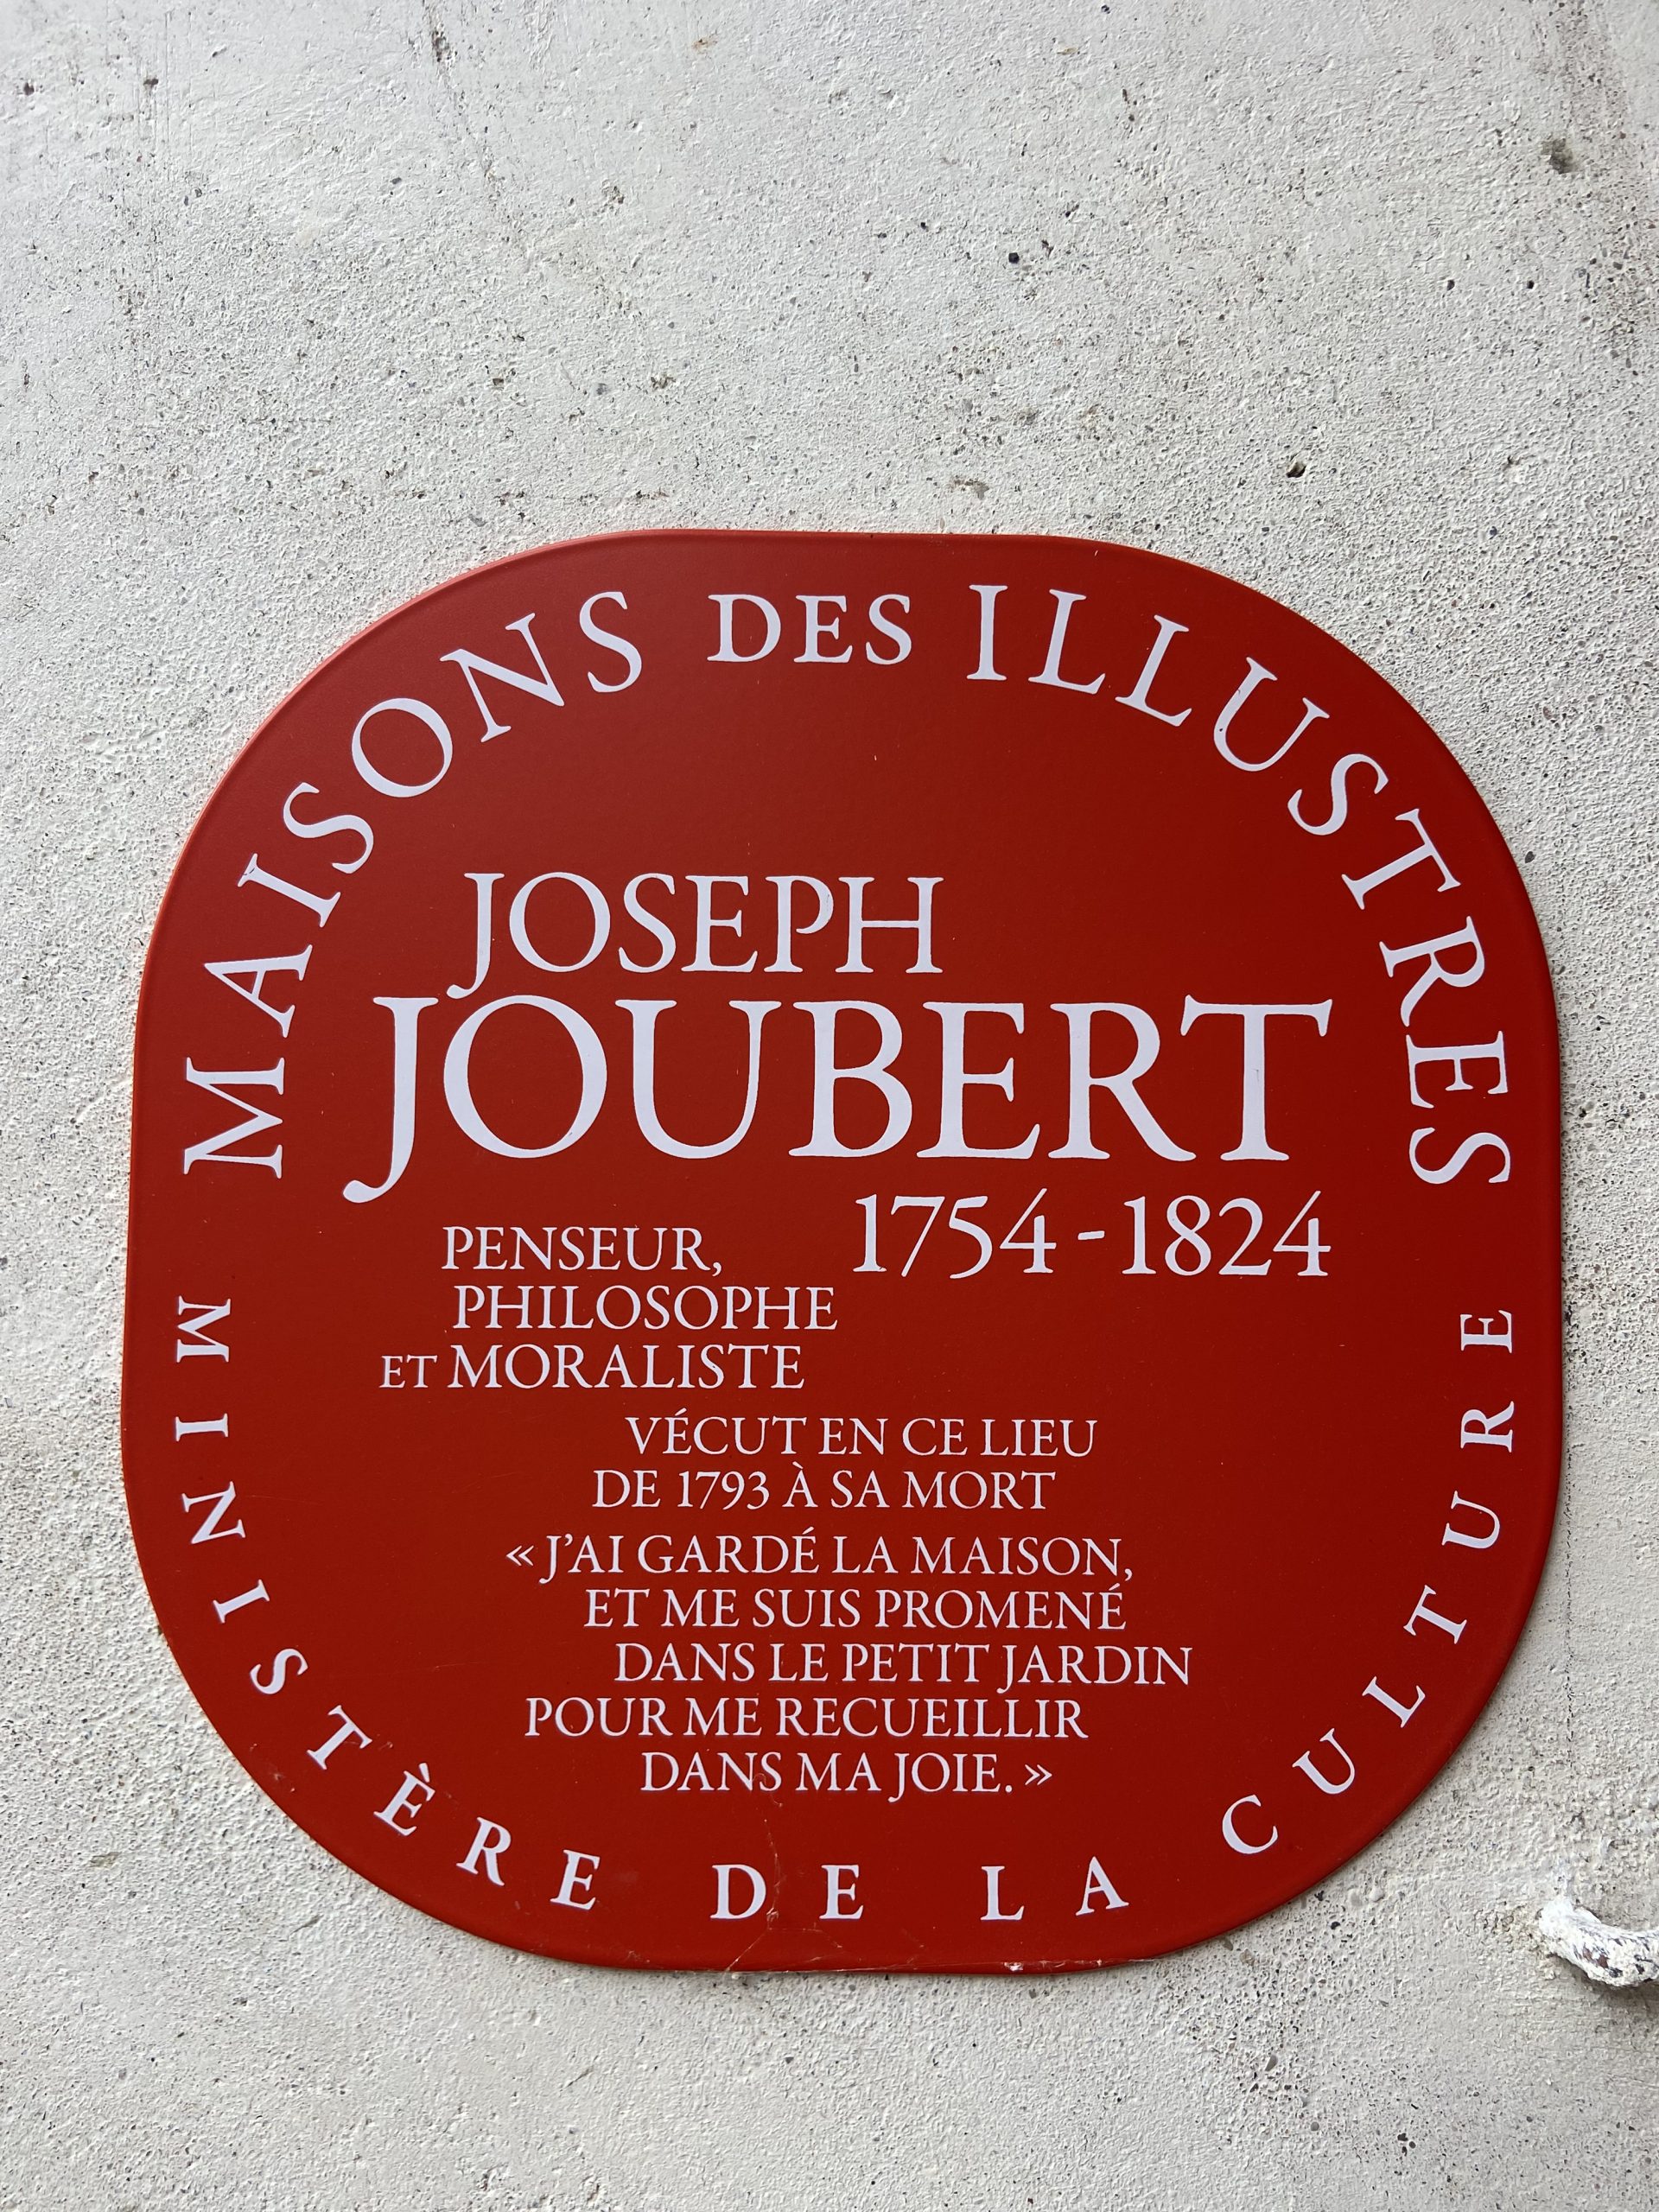 MAISONS DES ILLUSTRES
JOSEPH
JOUBERT
1754-1824
PENSEUR,
PHILOSOPHE
ET MORALISTE
VÉCUT EN CE LIEU
DE 1793 À SA MORT
« J’AI GARDÉ LA MAISON,
ET ME SUIS PROMENÉ
DANS LE PETIT JARDIN
POUR ME RECUEILLIR
DANS MA JOIE. »
MINISTÈRE DE LA CULTURE